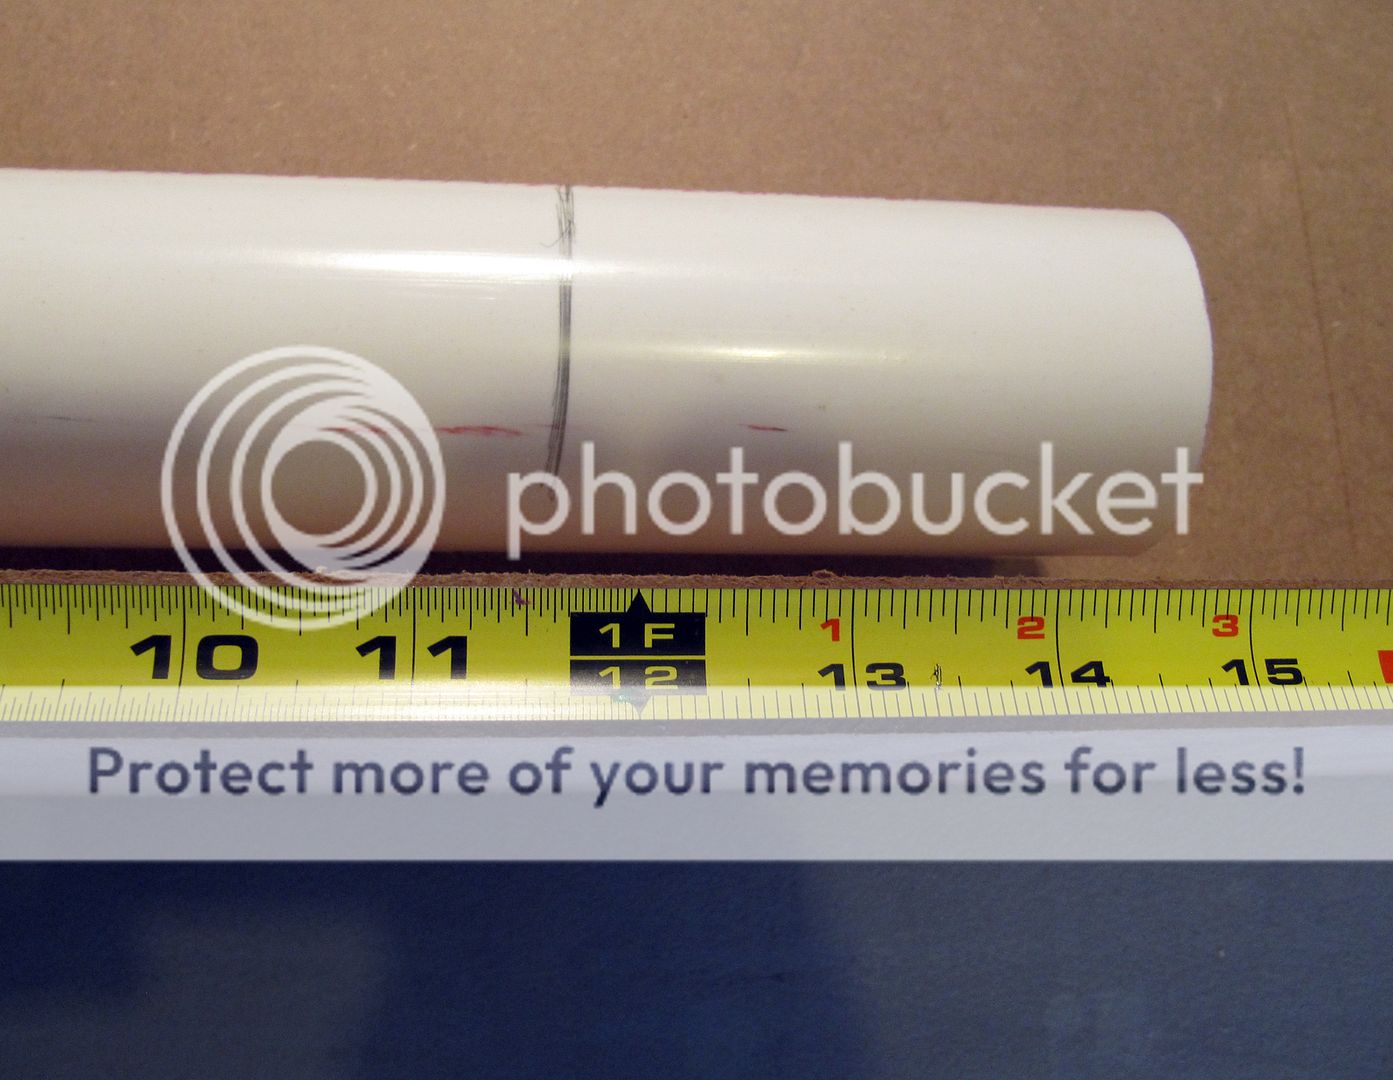 photobucket
1F
1 2 3
10 11 12 13 14 15
Protect more of your memories for less!